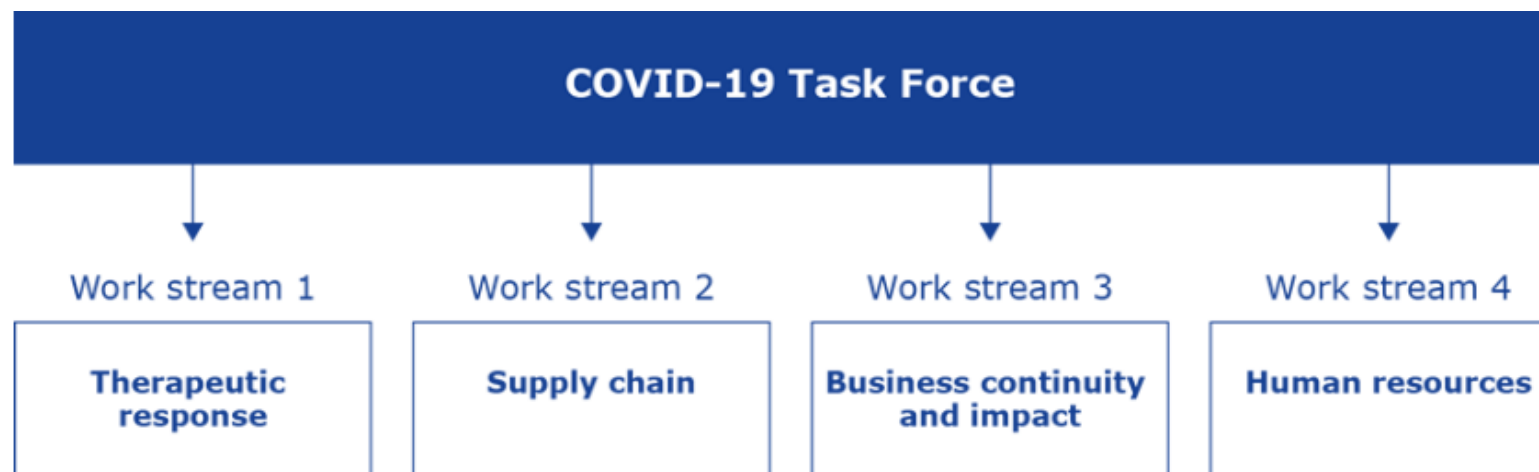 COVID-19 Task Force
Work stream 1
Work stream 2
Work stream 3
Work stream 4
Therapeutic
response
Supply chain
Business continuity
and impact
Human resources